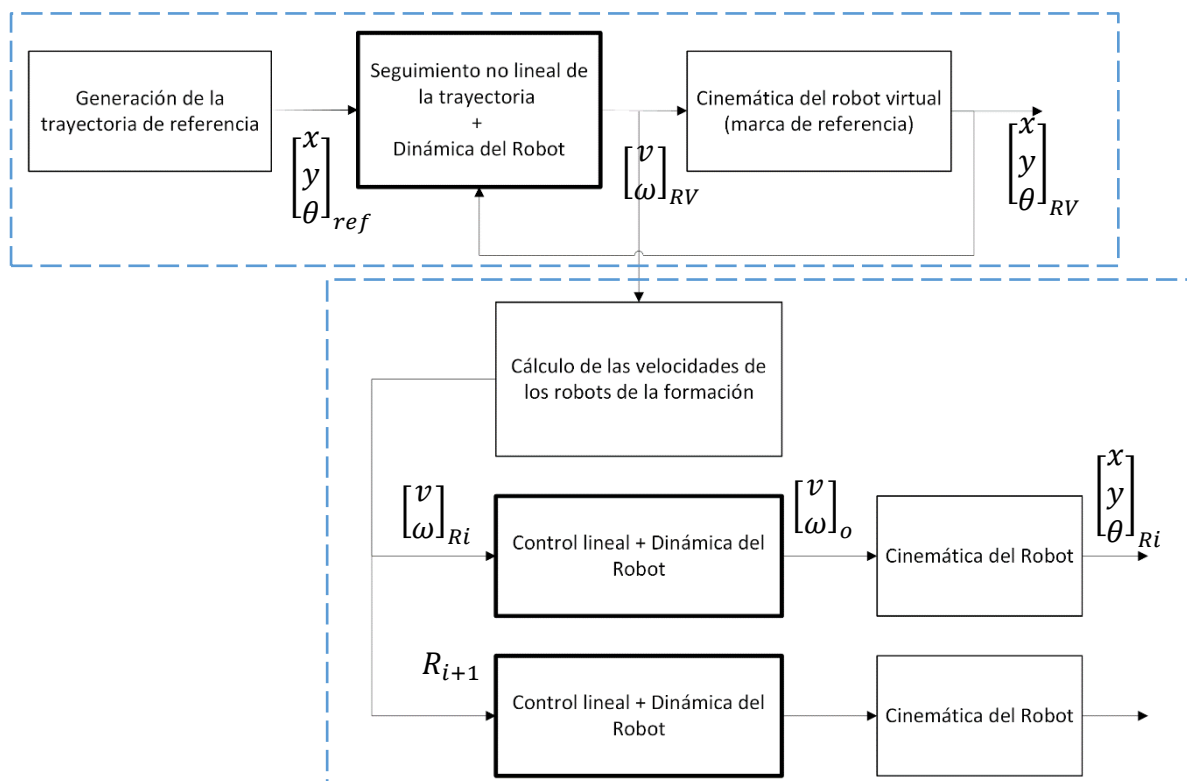 Generación de la
trayectoria de referencia
[x
y
θ]ref
Seguimiento no lineal de
la trayectoria
+
Dinámica del Robot
[v
ω]RV
Cinemática del robot virtual
(marca de referencia)
[x
y
θ]RV
Cálculo de las velocidades de
los robots de la formación
[v
ω]Ri
Control lineal + Dinámica del
Robot
[v
ω]o
Cinemática del Robot
[x
y
θ]Ri
Ri+1
Control lineal + Dinámica del
Robot
Cinemática del Robot